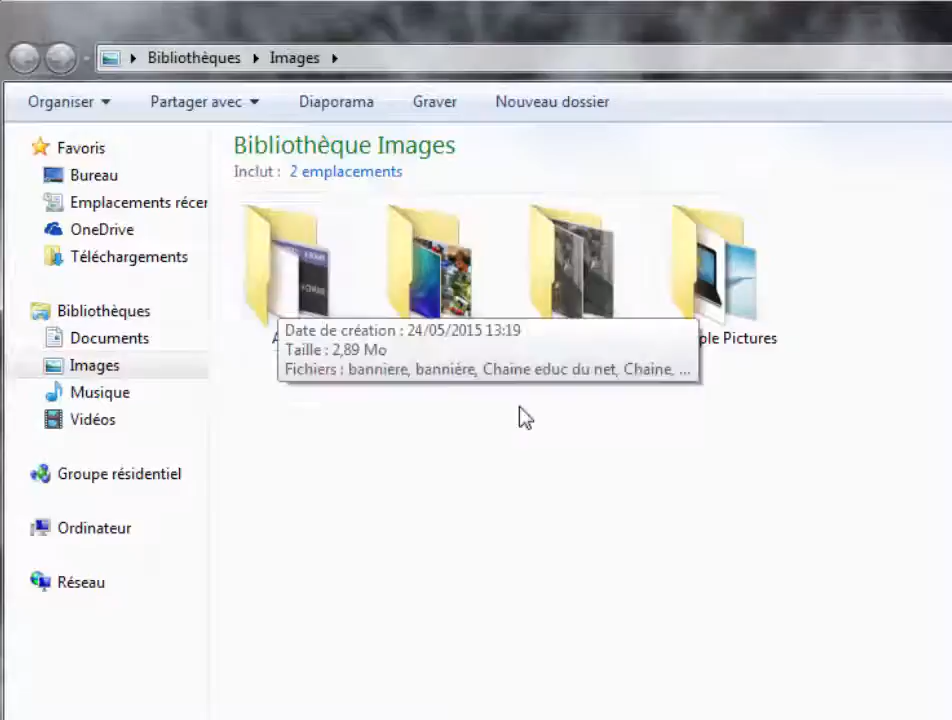 Bibliothèques Images
Organiser Partager avec Diaporama Graver Nouveau dossier
Favoris
Bureau
Emplacements récer
OneDrive
Téléchargements
Bibliothèques
Documents
Images
Musique
Vidéos
Groupe résidentiel
Ordinateur
Réseau
Bibliothèque Images
Inclut : 2 emplacements
ple Pictures
Date de création : 24/05/2015 13:19
Taille : 2,89 Mo
Fichiers : banniere, bannière, Chaine educ du net, Chaine, ...